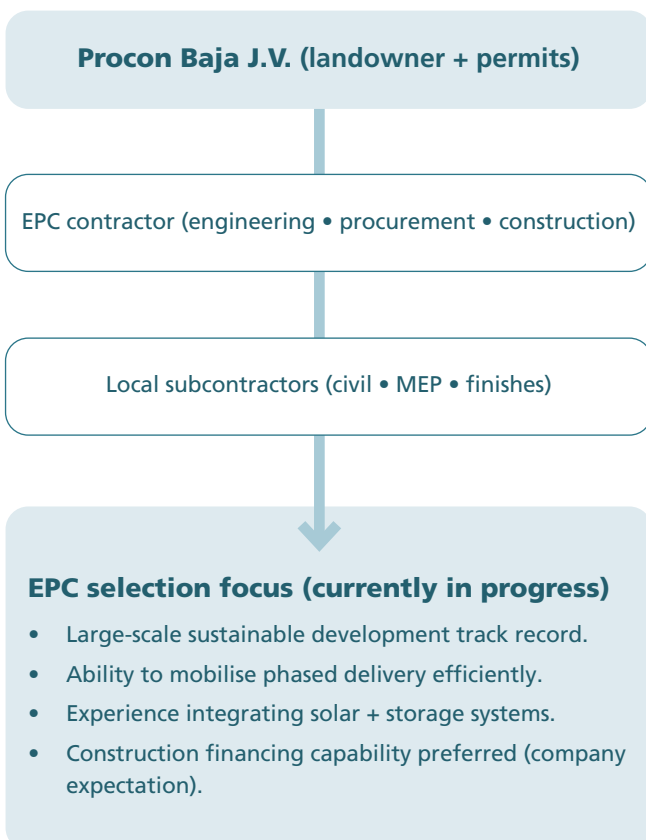 Procon Baja J.V. (landowner + permits)
EPC contractor (engineering • procurement • construction)
Local subcontractors (civil • MEP • finishes)
EPC selection focus (currently in progress)
• Large-scale sustainable development track record.
• Ability to mobilise phased delivery efficiently.
• Experience integrating solar + storage systems.
• Construction financing capability preferred (company
expectation).